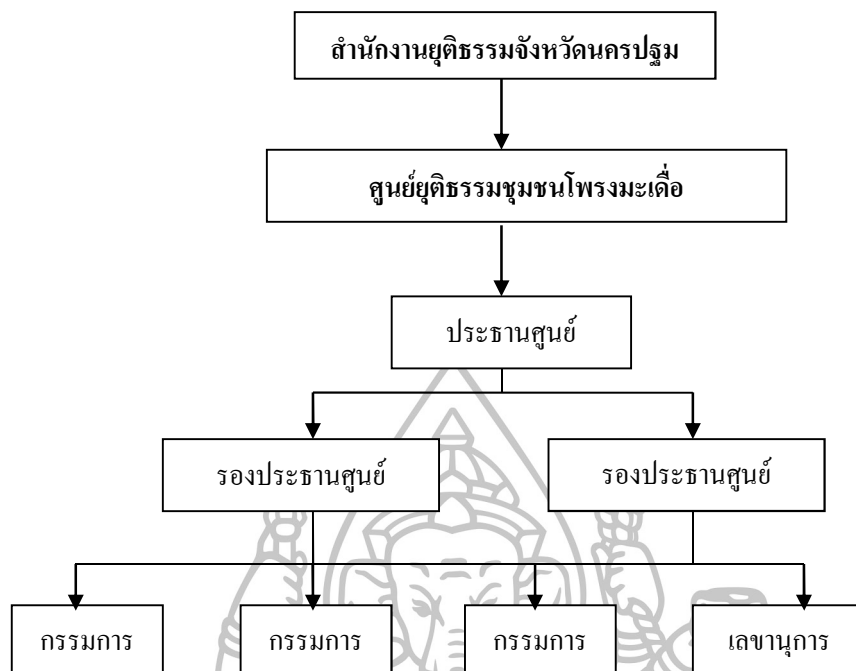 สำนักงานยุติธรรมจังหวัดนครปฐม
ศูนย์ยุติธรรมชุมชนโพรงมะเดื่อ
ประธานศูนย์
รองประธานศูนย์
รองประธานศูนย์
กรรมการ
กรรมการ
กรรมการ
เลขานุการ